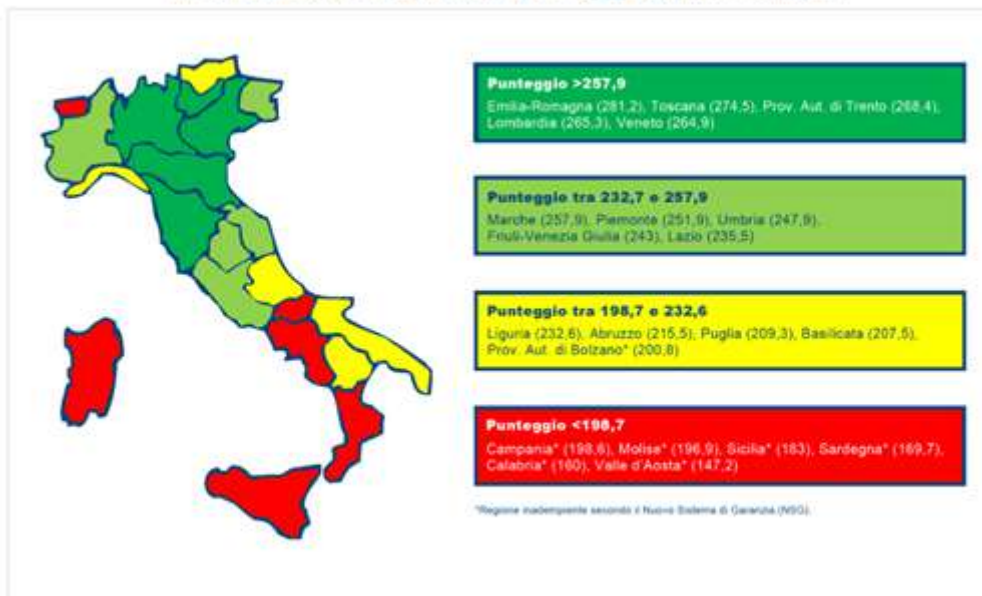 Punteggio >257,9
Emilia-Romagna (281,2), Toscana (274,5), Prov. Aut. di Trento (268,4),
Lombardia (265,3), Veneto (264,9)
Punteggio tra 232,7 e 257,9
Marche (257,9), Piemonte (251,9), Umbria (247,9),
Friuli-Venezia Giulia (243), Lazio (235,5)
Punteggio tra 198,7 e 232,6
Liguria (232,6), Abruzzo (215,5), Puglia (209,3), Basilicata (207,5),
Prov. Aut. di Bolzano* (200,8)
Punteggio <198,7
Campania* (198,6), Molise* (196,9), Sicilia* (183), Sardegna* (169,7),
Calabria* (160), Valle d'Aosta* (147,2)
*Regione inadempiente secondo il Nuovo Sistema di Garanzia (NSG).